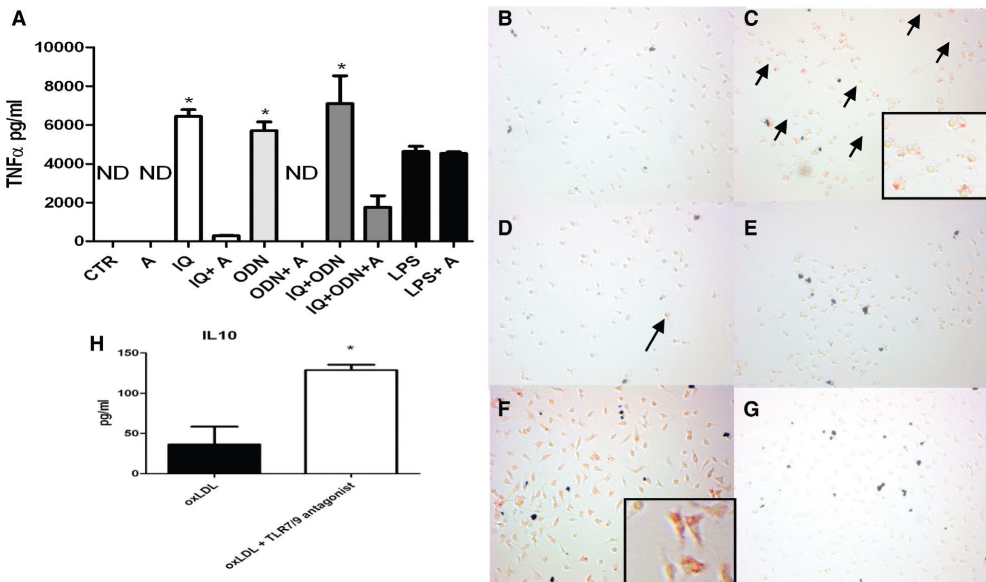 A
TNFα pg/ml
10000
8000
6000
4000
2000
0
ND
ND
*
*
ND
*
CTR
A
IQ
IQ+ A
ODN
ODN+ A
IQ+ODN
IQ+ODN+A
LPS
LPS+ A
H
IL10
pg/ml
150
100
50
0
*
oxLDL
oxLDL + TLR7/9 antagonist
B
C
D
E
F
G